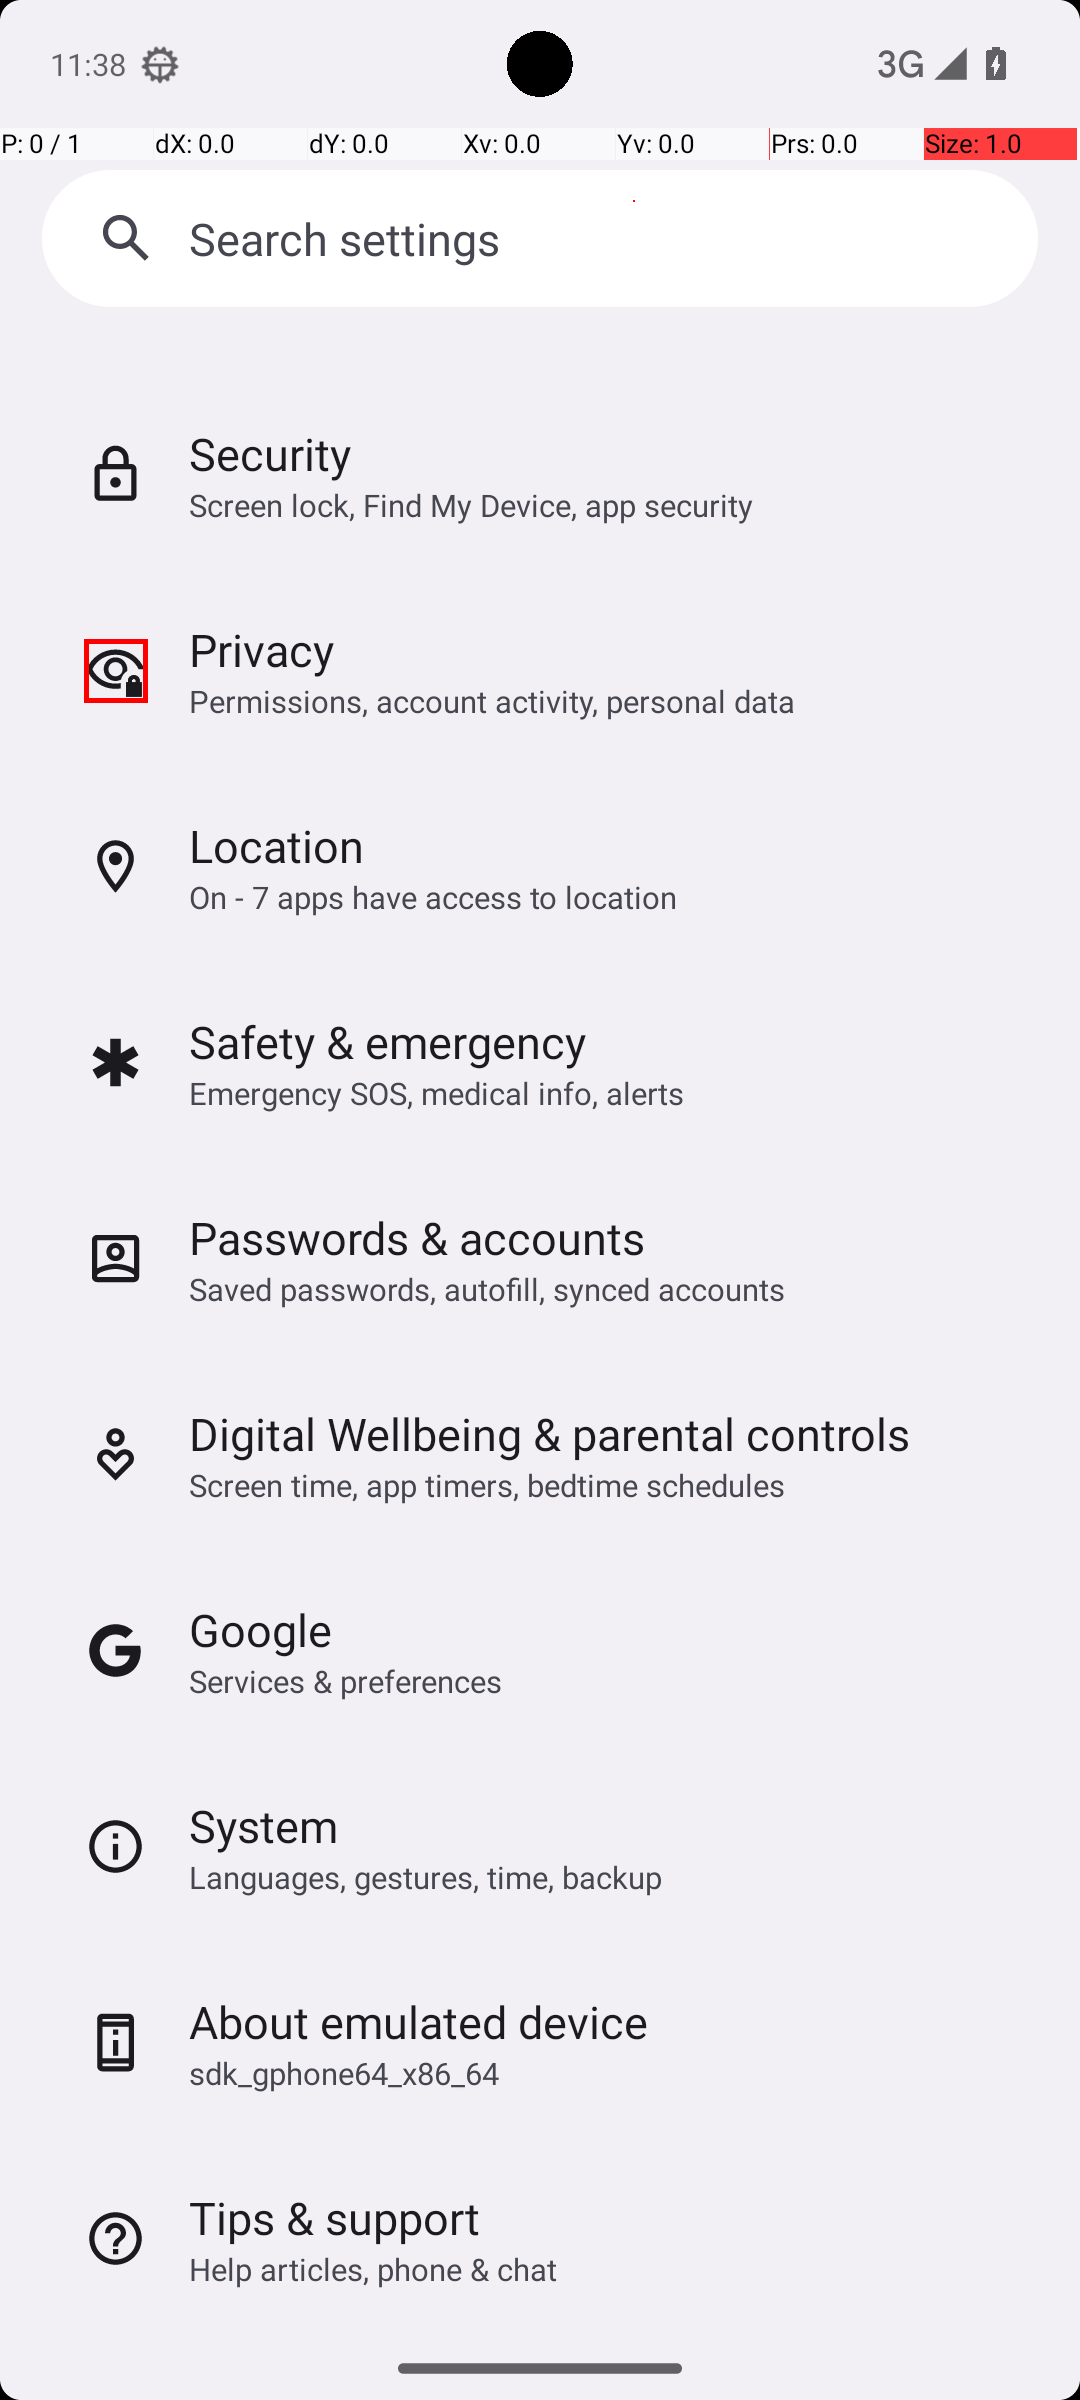 11:38
3G
P: 0 / 1 dX: 0.0 dY: 0.0 Xv: 0.0 Yv: 0.0 Prs: 0.0 Size: 1.0
Search settings
Security
Screen lock, Find My Device, app security
Privacy
Permissions, account activity, personal data
Location
On - 7 apps have access to location
Safety & emergency
Emergency SOS, medical info, alerts
Passwords & accounts
Saved passwords, autofill, synced accounts
Digital Wellbeing & parental controls
Screen time, app timers, bedtime schedules
Google
Services & preferences
System
Languages, gestures, time, backup
About emulated device
sdk_gphone64_x86_64
Tips & support
Help articles, phone & chat